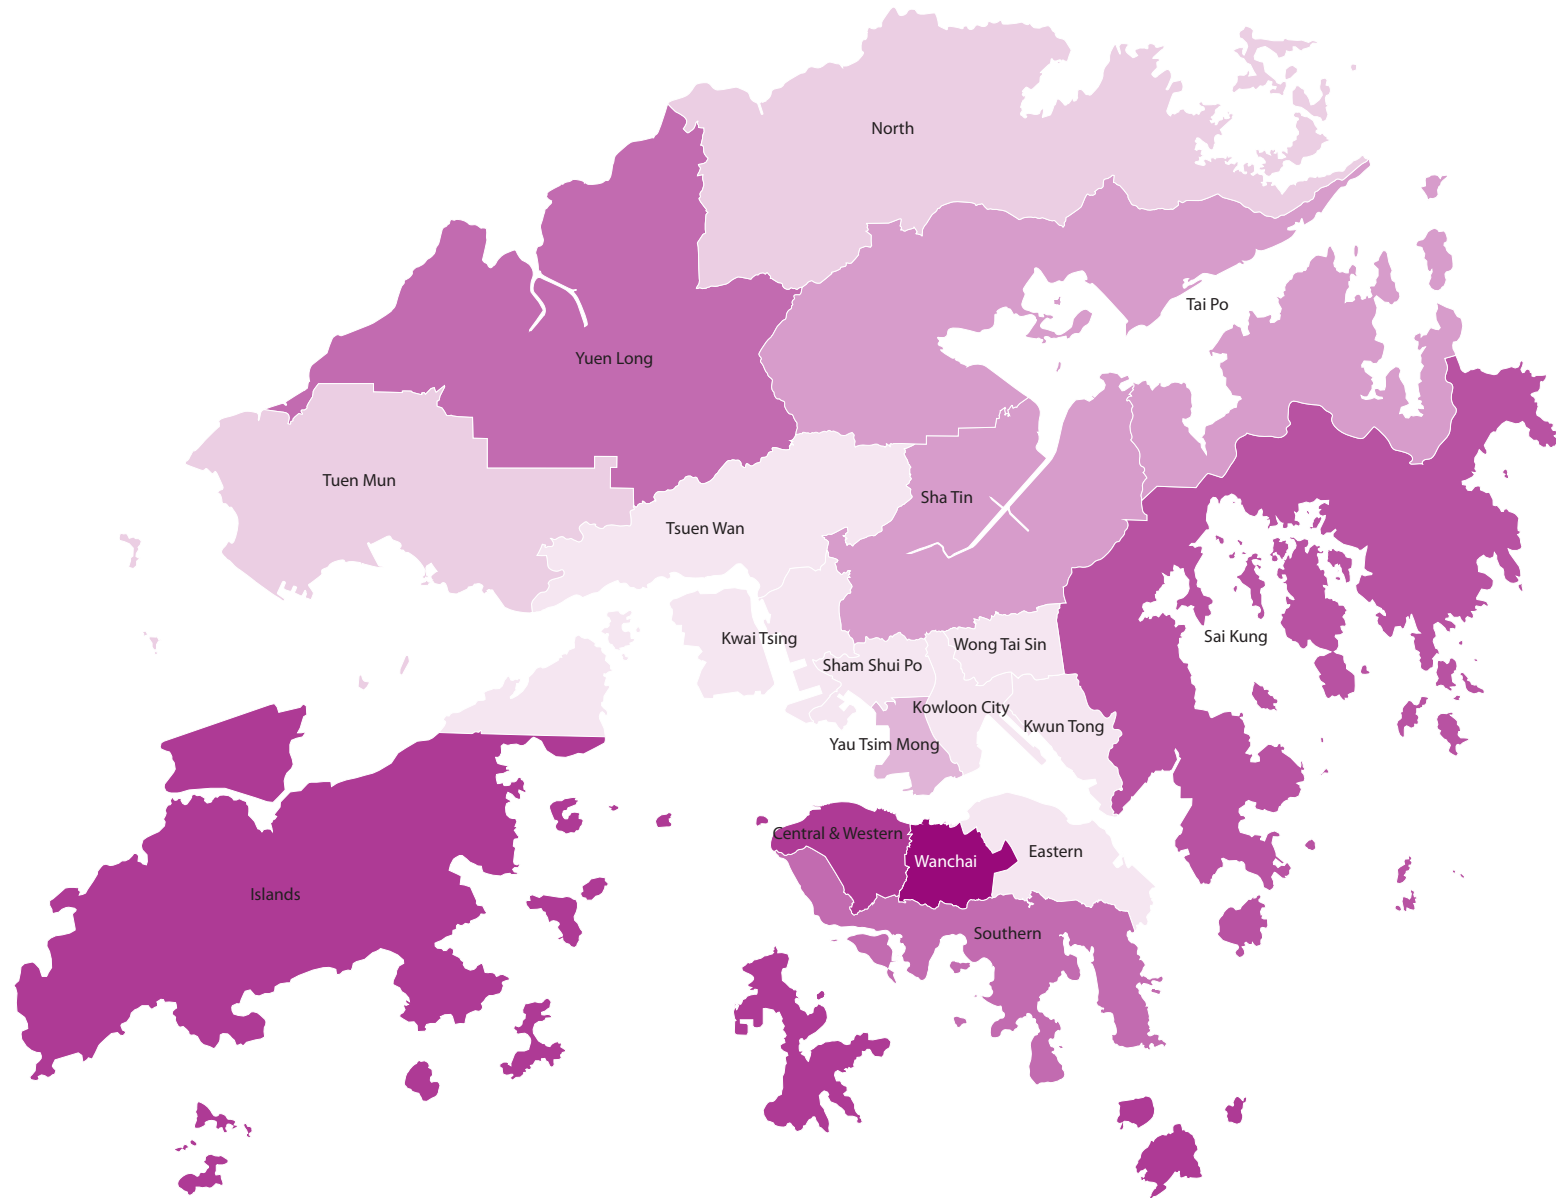 North
Tai Po
Yuen Long
Tuen Mun
Sha Tin
Tsuen Wan
Kwai Tsing
Sai Kung
Wong Tai Sin
Sham Shui Po
Kowloon City
Kwun Tong
Yau Tsim Mong
Central & Western
Eastern
Wanchai
Islands
Southern